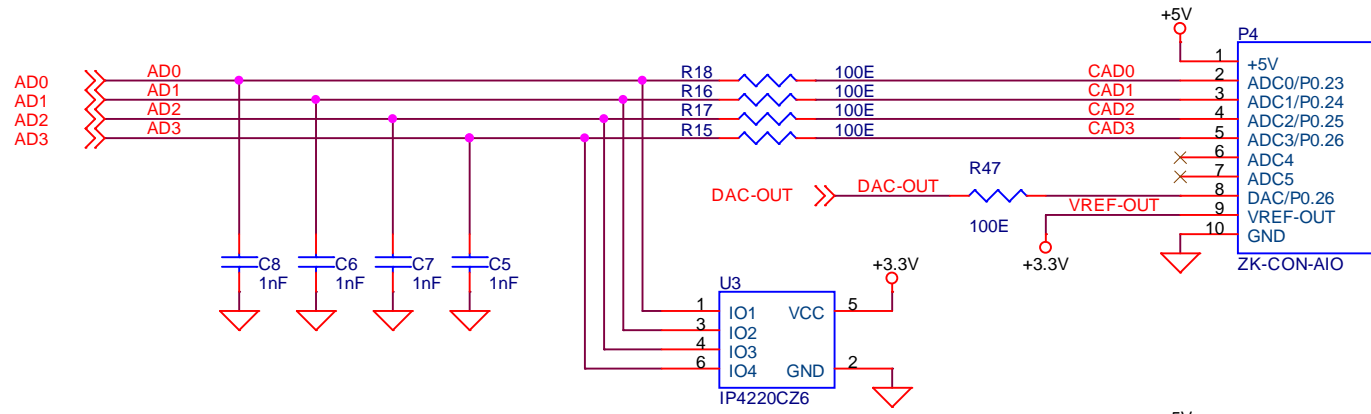 +5V
P4
AD0 AD0 R18 100E CAD0 1 +5V
AD1 AD1 R16 100E CAD1 2 ADC0/P0.23
AD2 AD2 R17 100E CAD2 3 ADC1/P0.24
AD3 AD3 R15 100E CAD3 4 ADC2/P0.25
5 ADC3/P0.26
6 ADC4
7 ADC5
R47
DAC-OUT DAC-OUT 8 DAC/P0.26
100E VREF-OUT 9 VREF-OUT
10 GND
+3.3V
ZK-CON-AIO
C8 C6 C7 C5
1nF 1nF 1nF 1nF
+3.3V
U3
1 IO1 VCC 5
3 IO2
4 IO3
6 IO4 GND 2
IP4220CZ6
5V